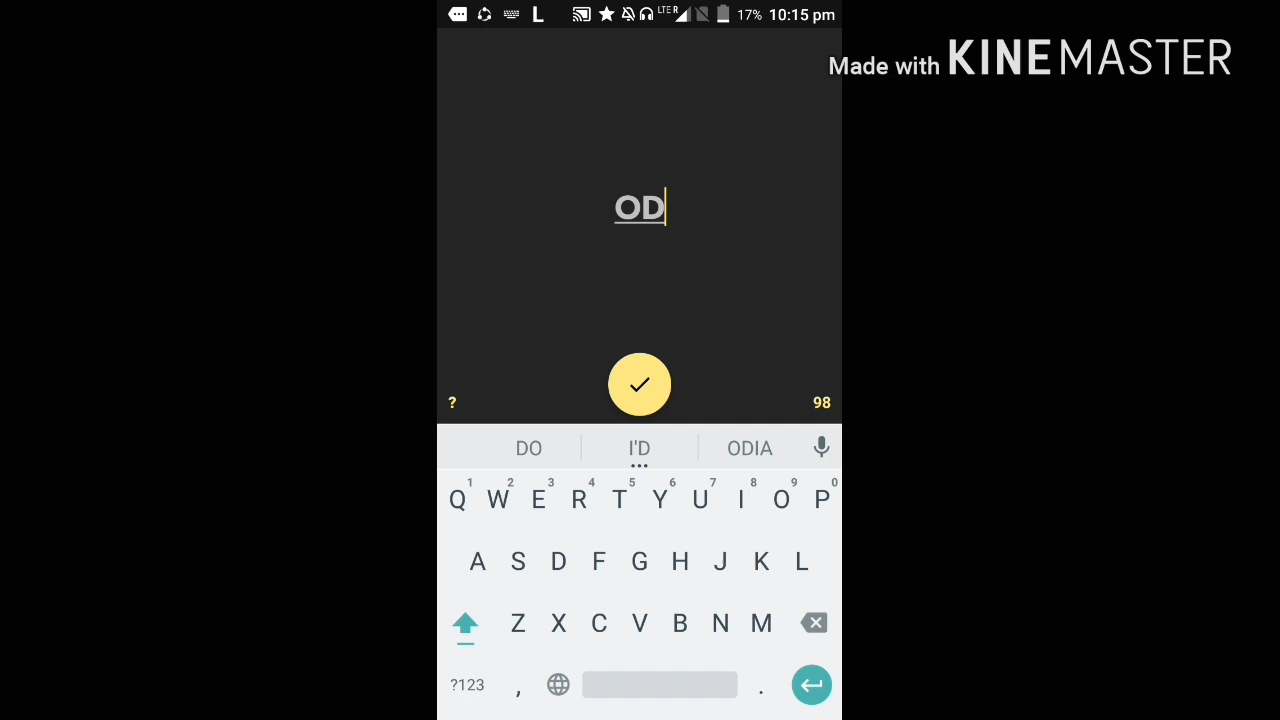 L LTE R 17% 10:15 pm
Made with KINEMASTER
OD
? 98
DO I'D ODIA
1 2 3 4 5 6 7 8 9 0
Q W E R T Y U I O P
A S D F G H J K L
Z X C V B N M
?123 , .